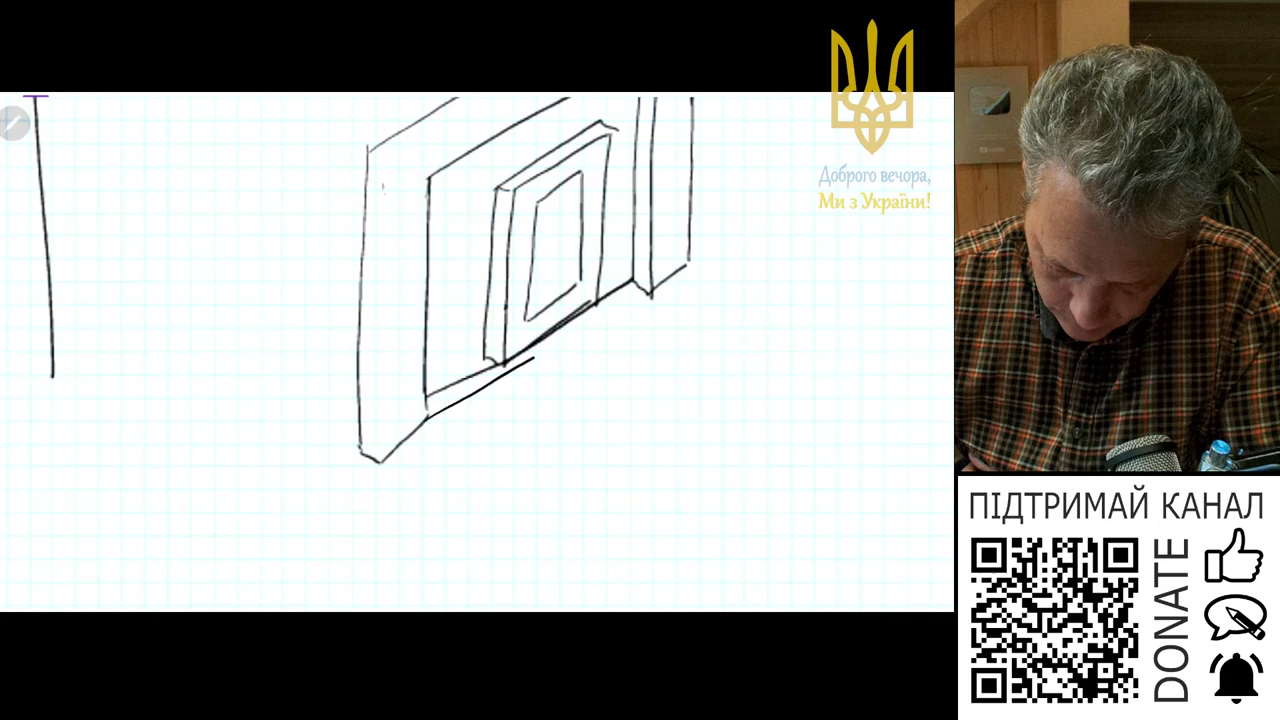 Доброго вечора,
Ми з України!
ПІДТРИМАЙ КАНАЛ
DONATE